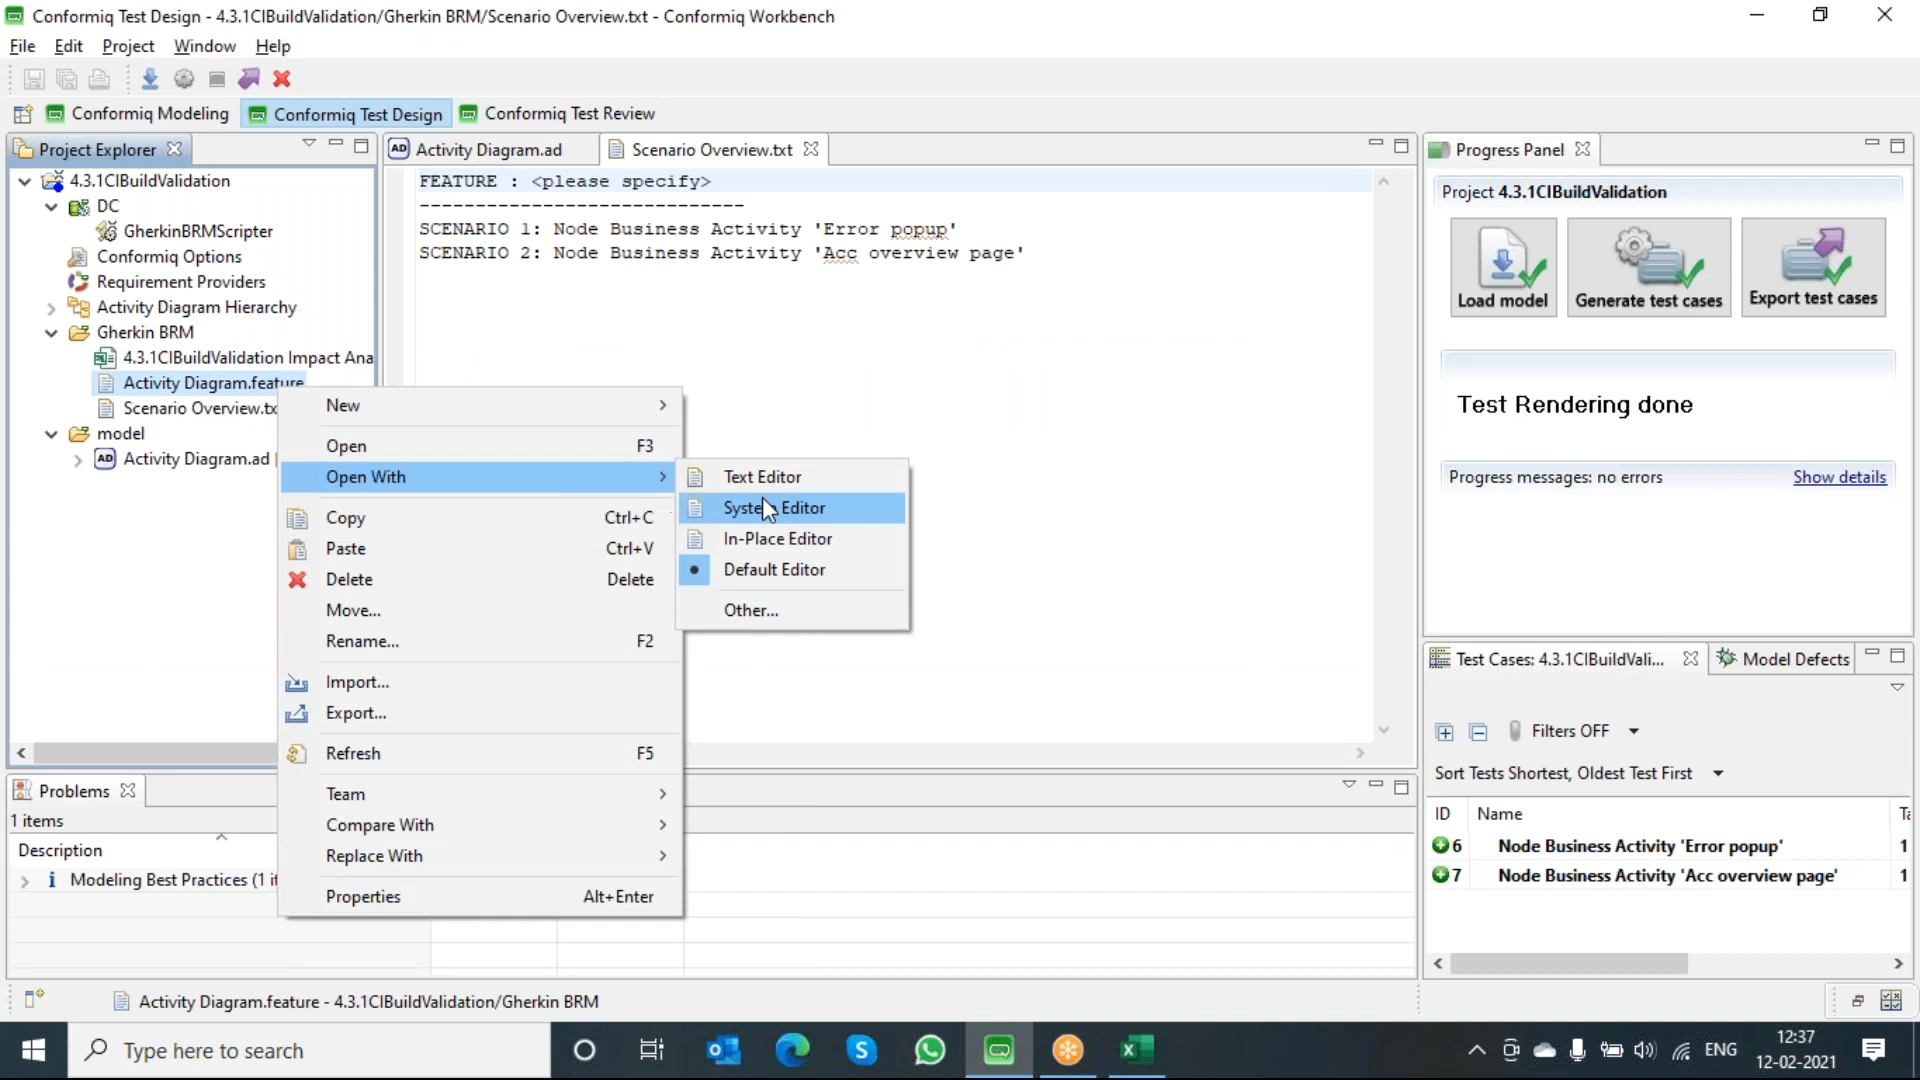 Conformiq Test Design - 4.3.1CIBuildValidation/Gherkin BRM/Scenario Overview.txt - Conformiq Workbench
File Edit Project Window Help
Conformiq Modeling Conformiq Test Design Conformiq Test Review
Project Explorer
4.3.1CIBuildValidation
DC
GherkinBRMScripter
Conformiq Options
Requirement Providers
Activity Diagram Hierarchy
Gherkin BRM
4.3.1CIBuildValidation Impact Ana
Activity Diagram.feature
Scenario Overview.tx
model
AD Activity Diagram.ad
AD Activity Diagram.ad Scenario Overview.txt
FEATURE : <please specify>
-----------------------------
SCENARIO 1: Node Business Activity 'Error popup'
SCENARIO 2: Node Business Activity 'Acc overview page'
New
Open F3
Open With
Copy Ctrl+C
Paste Ctrl+V
Delete Delete
Move...
Rename... F2
Import...
Export...
Refresh F5
Team
Compare With
Replace With
Properties Alt+Enter
Text Editor
System Editor
In-Place Editor
Default Editor
Other...
Progress Panel
Project 4.3.1CIBuildValidation
Load model Generate test cases Export test cases
Test Rendering done
Progress messages: no errors Show details
Test Cases: 4.3.1CIBuildVali... Model Defects
Filters OFF
Sort Tests Shortest, Oldest Test First
ID Name Ta
6 Node Business Activity 'Error popup' 1
7 Node Business Activity 'Acc overview page' 1
Problems
1 items
Description
i Modeling Best Practices (1 it
Activity Diagram.feature - 4.3.1CIBuildValidation/Gherkin BRM
Type here to search
ENG
12:37
12-02-2021